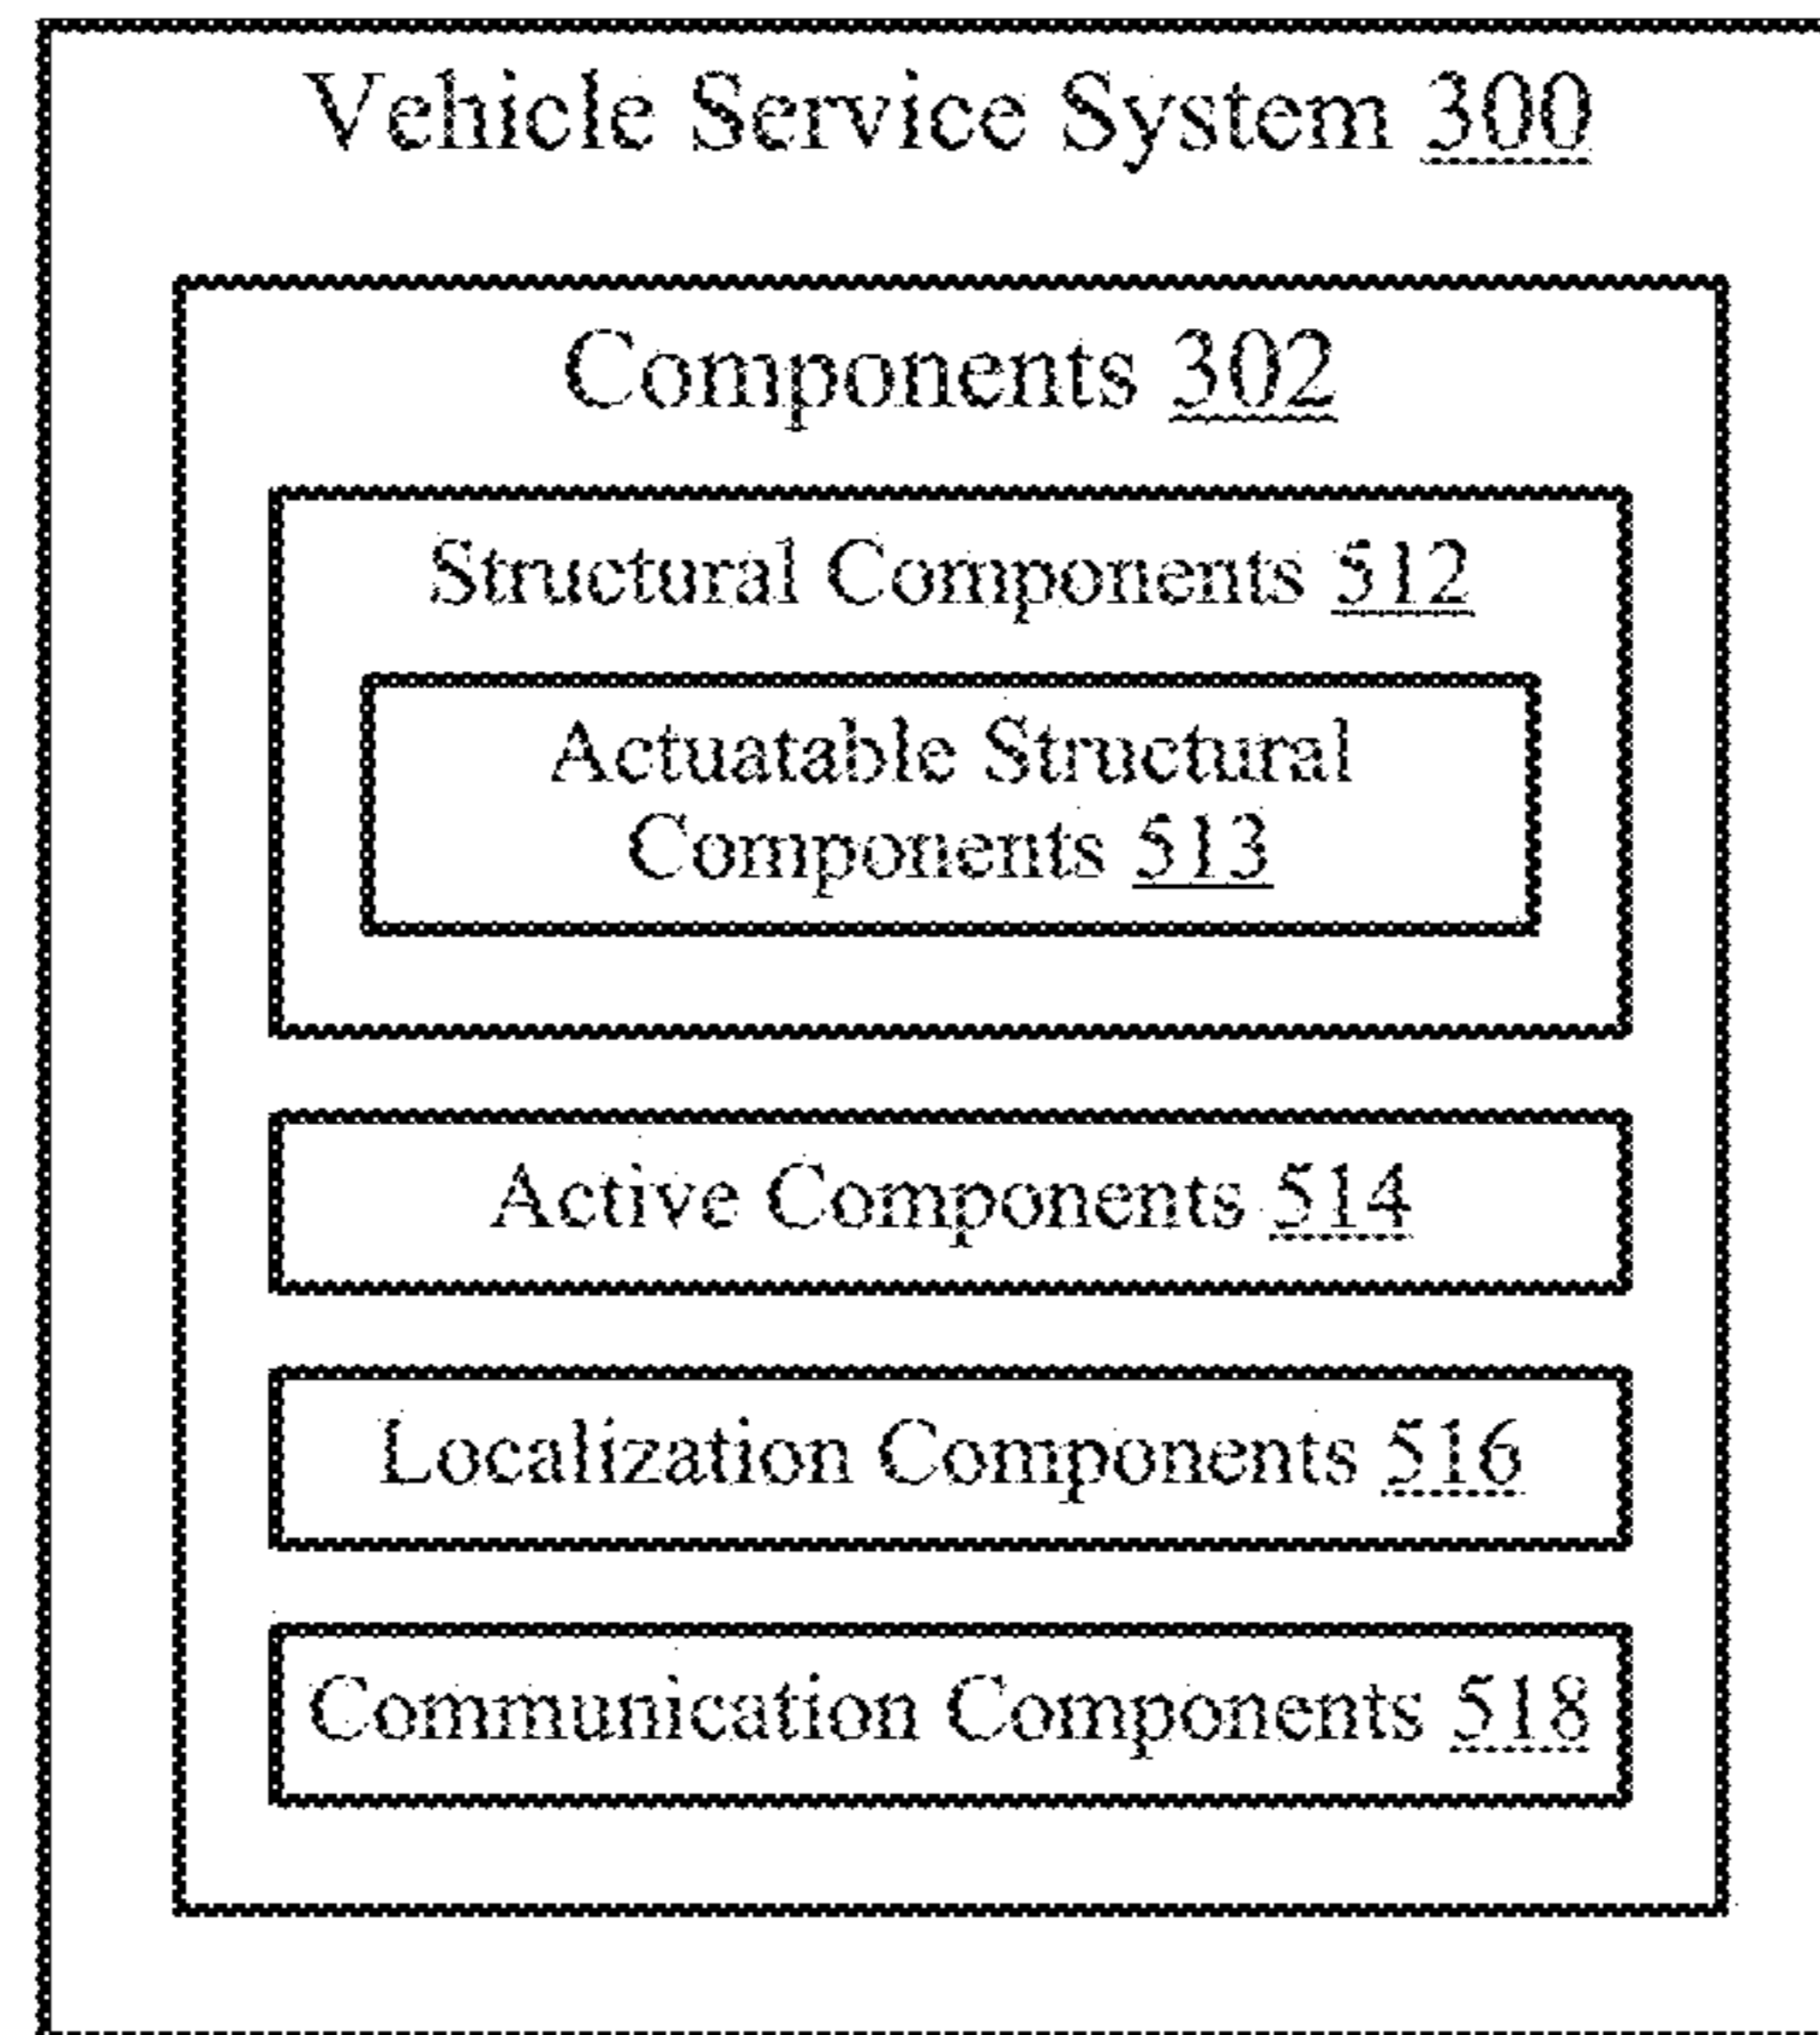 Vehicle Service System 300
Components 302
Structural Components 512
Actuatable Structural
Components 513
Active Components 514
Localization Components 516
Communication Components 518